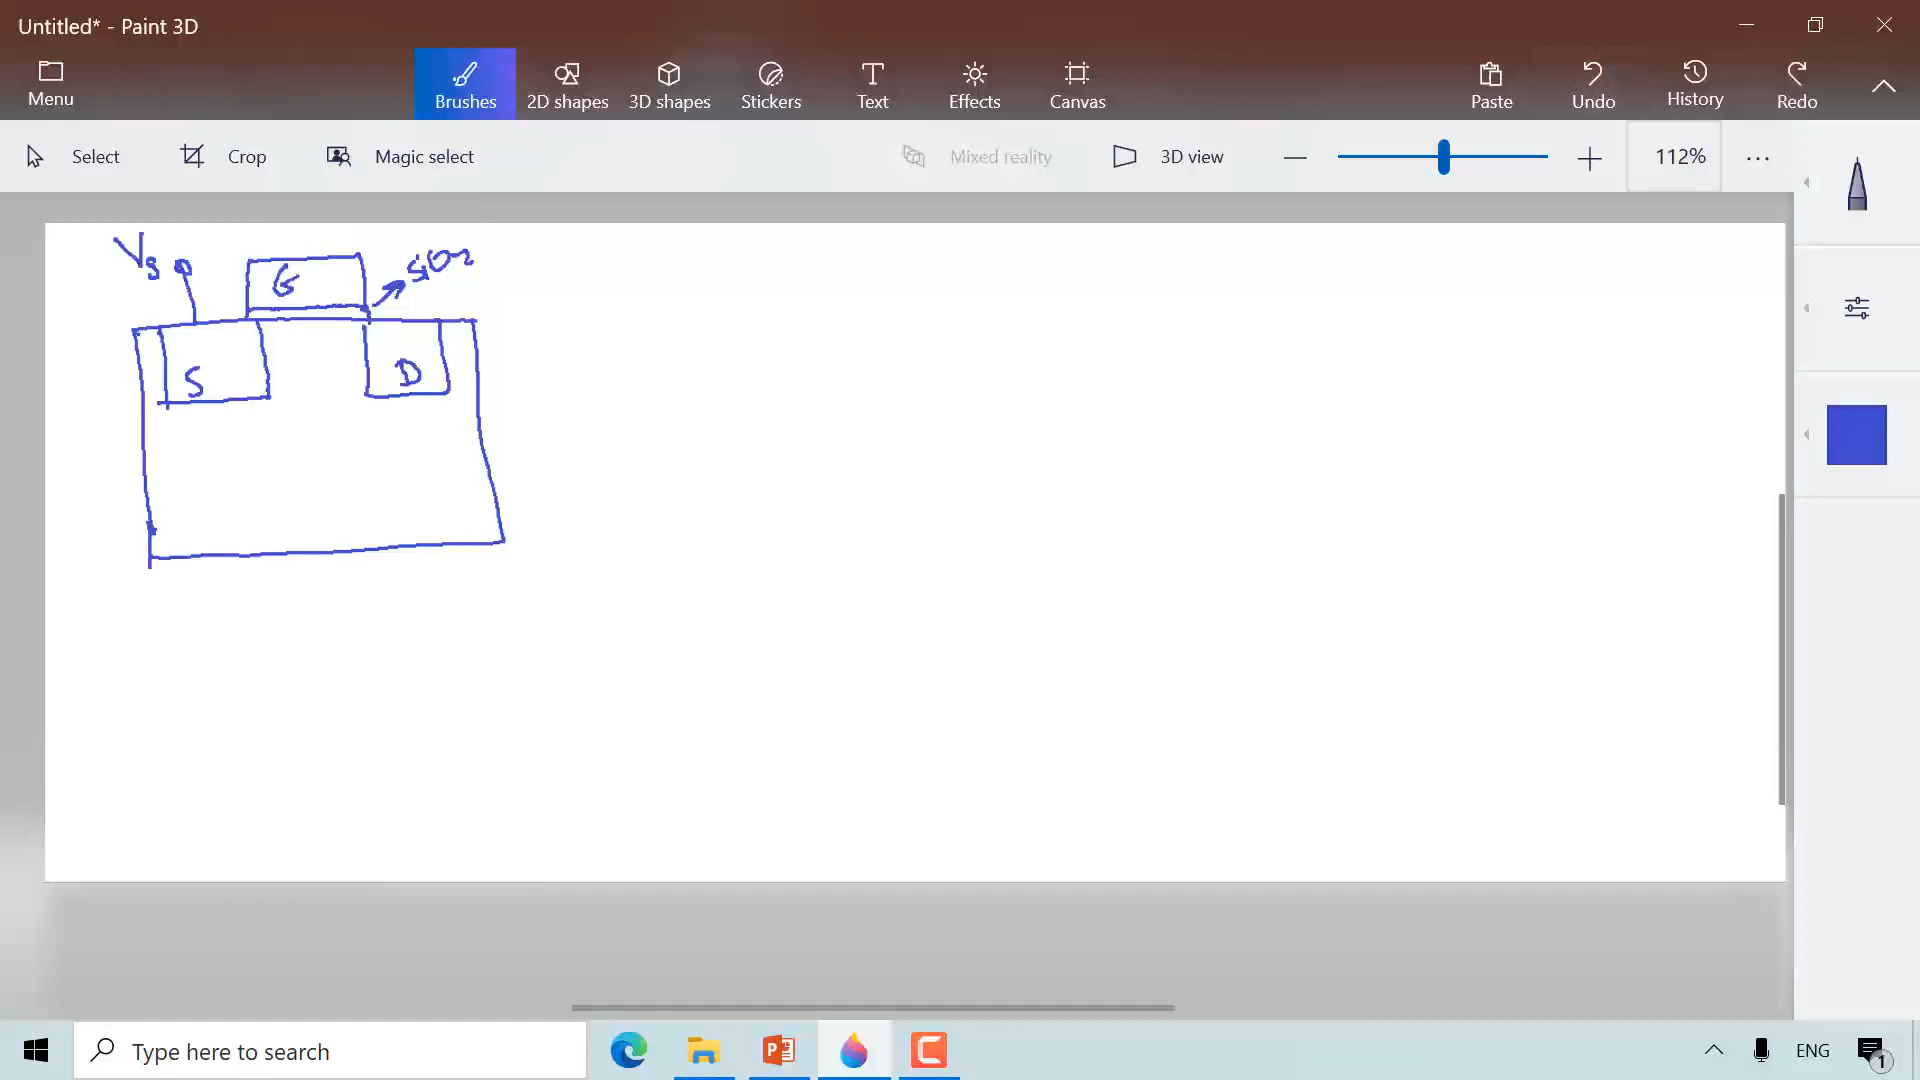 Untitled* - Paint 3D
Menu
Brushes
2D shapes
3D shapes
Stickers
Text
Effects
Canvas
Paste
Undo
History
Redo
Select
Crop
Magic select
Mixed reality
3D view
112%
Vs
G
SiO2
S
D
Type here to search
ENG
1